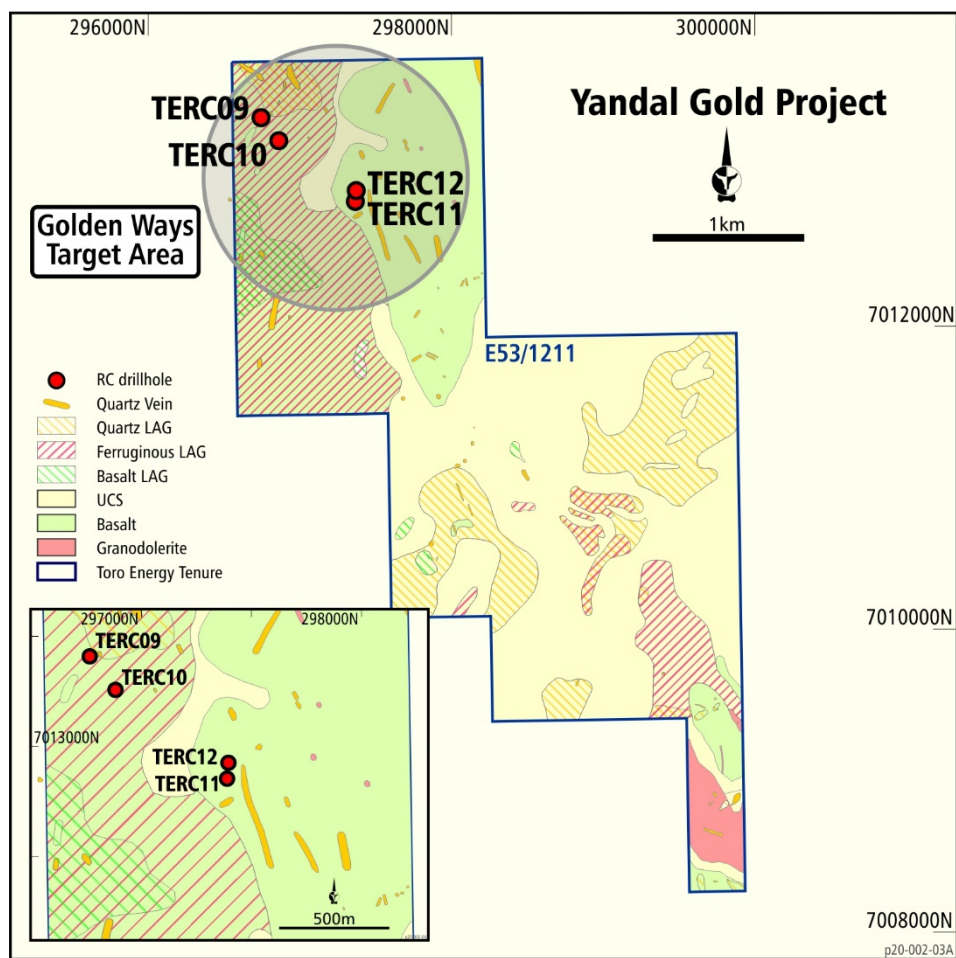 296000N
298000N
300000N
Yandal Gold Project
TERC09
TERC10
TERC12
TERC11
1km
Golden Ways
Target Area
7012000N
E53/1211
RC drillhole
Quartz Vein
Quartz LAG
Ferruginous LAG
Basalt LAG
UCS
Basalt
Granodolerite
Toro Energy Tenure
297000N
298000N
TERC09
TERC10
7010000N
7013000N
TERC12
TERC11
500m
7008000N
p20-002-03A